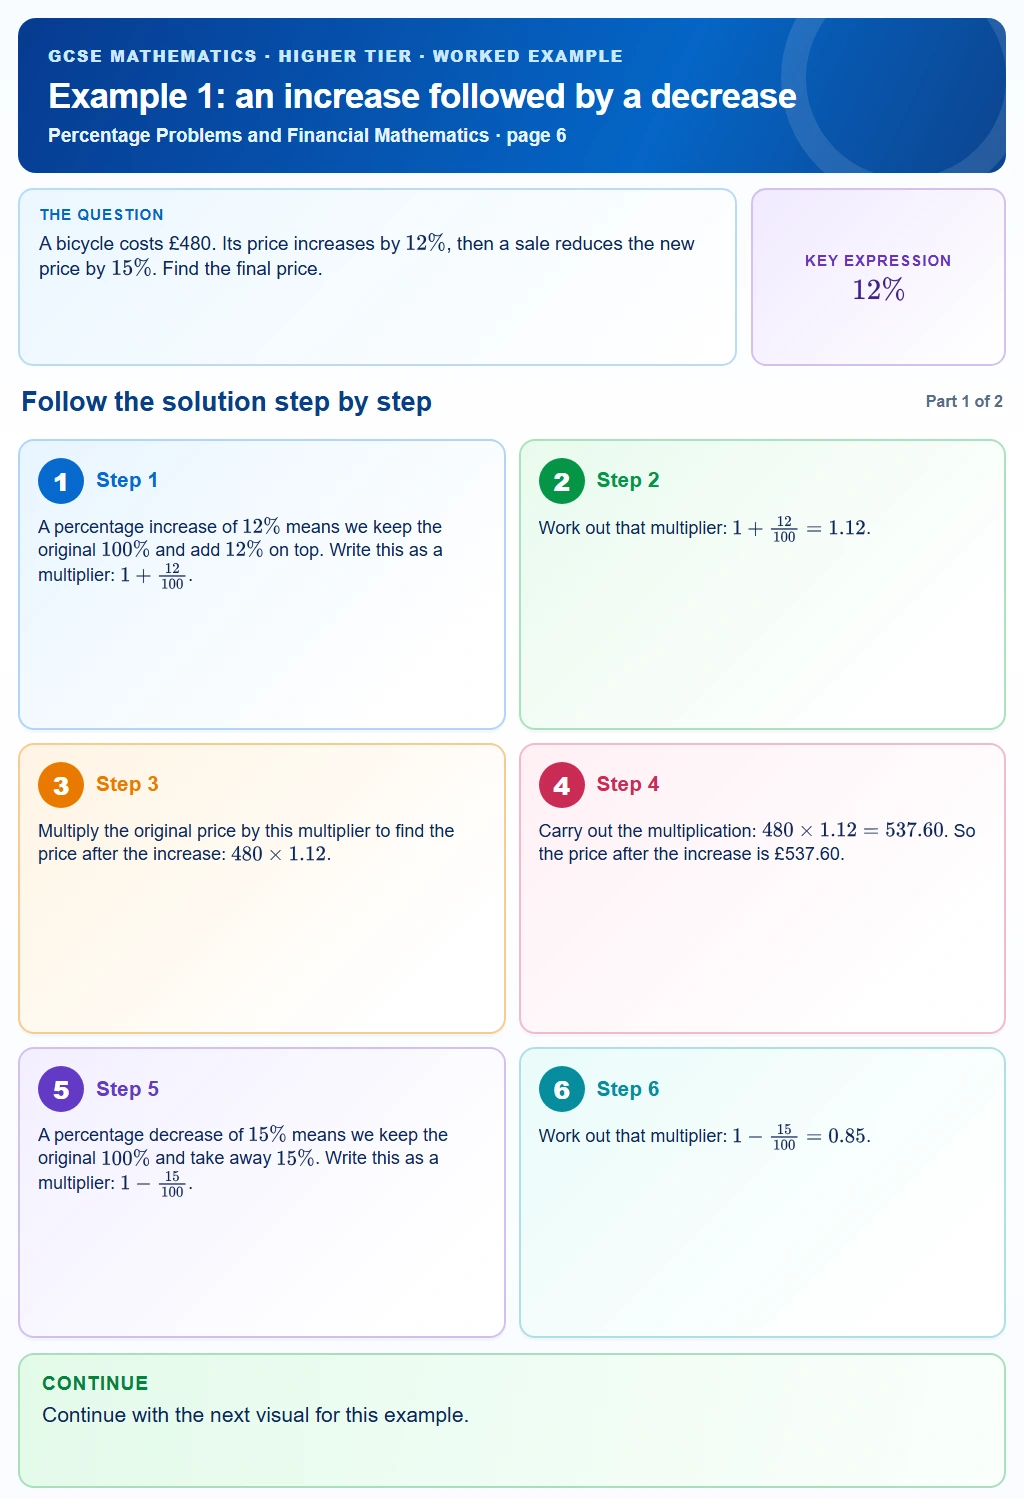 GCSE MATHEMATICS · HIGHER TIER · WORKED EXAMPLE
Example 1: an increase followed by a decrease
Percentage Problems and Financial Mathematics · page 6
THE QUESTION
A bicycle costs £480. Its price increases by 12%, then a sale reduces the new
price by 15%. Find the final price.
KEY EXPRESSION
12%
Follow the solution step by step
Part 1 of 2
1 Step 1
A percentage increase of 12% means we keep the
original 100% and add 12% on top. Write this as a
multiplier: 1 + 12/100.
2 Step 2
Work out that multiplier: 1 + 12/100 = 1.12.
3 Step 3
Multiply the original price by this multiplier to find the
price after the increase: 480 × 1.12.
4 Step 4
Carry out the multiplication: 480 × 1.12 = 537.60. So
the price after the increase is £537.60.
5 Step 5
A percentage decrease of 15% means we keep the
original 100% and take away 15%. Write this as a
multiplier: 1 − 15/100.
6 Step 6
Work out that multiplier: 1 − 15/100 = 0.85.
CONTINUE
Continue with the next visual for this example.